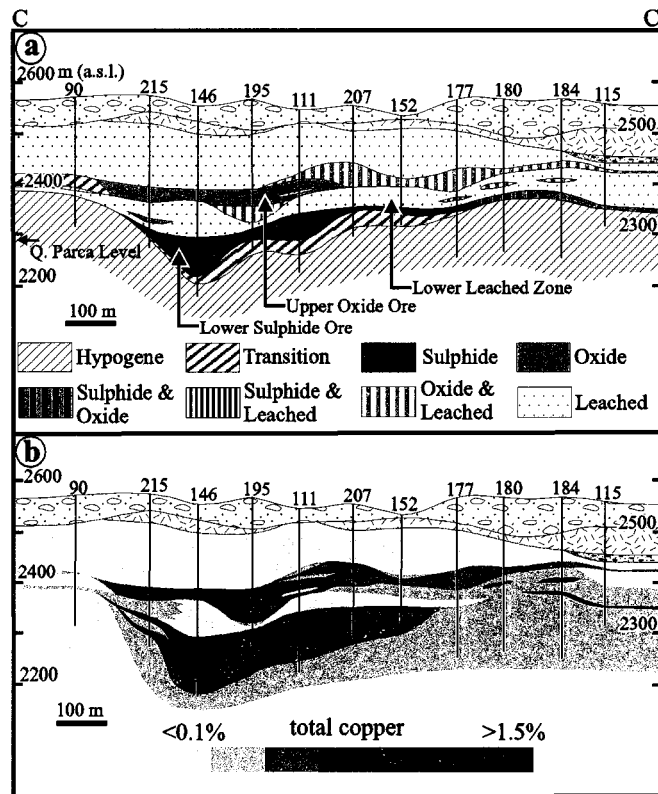 C C'
a
2600 m (a.s.l.)
90 215 146 195 111 207 152 177 180 184 115
2500
2400
2300
Q. Parca Level
2200
Lower Leached Zone
Upper Oxide Ore
100 m
Lower Sulphide Ore
Hypogene Transition Sulphide Oxide
Sulphide & Oxide Sulphide & Leached Oxide & Leached Leached
b
2600
90 215 146 195 111 207 152 177 180 184 115
2500
2400
2300
2200
100 m
<0.1% total copper >1.5%